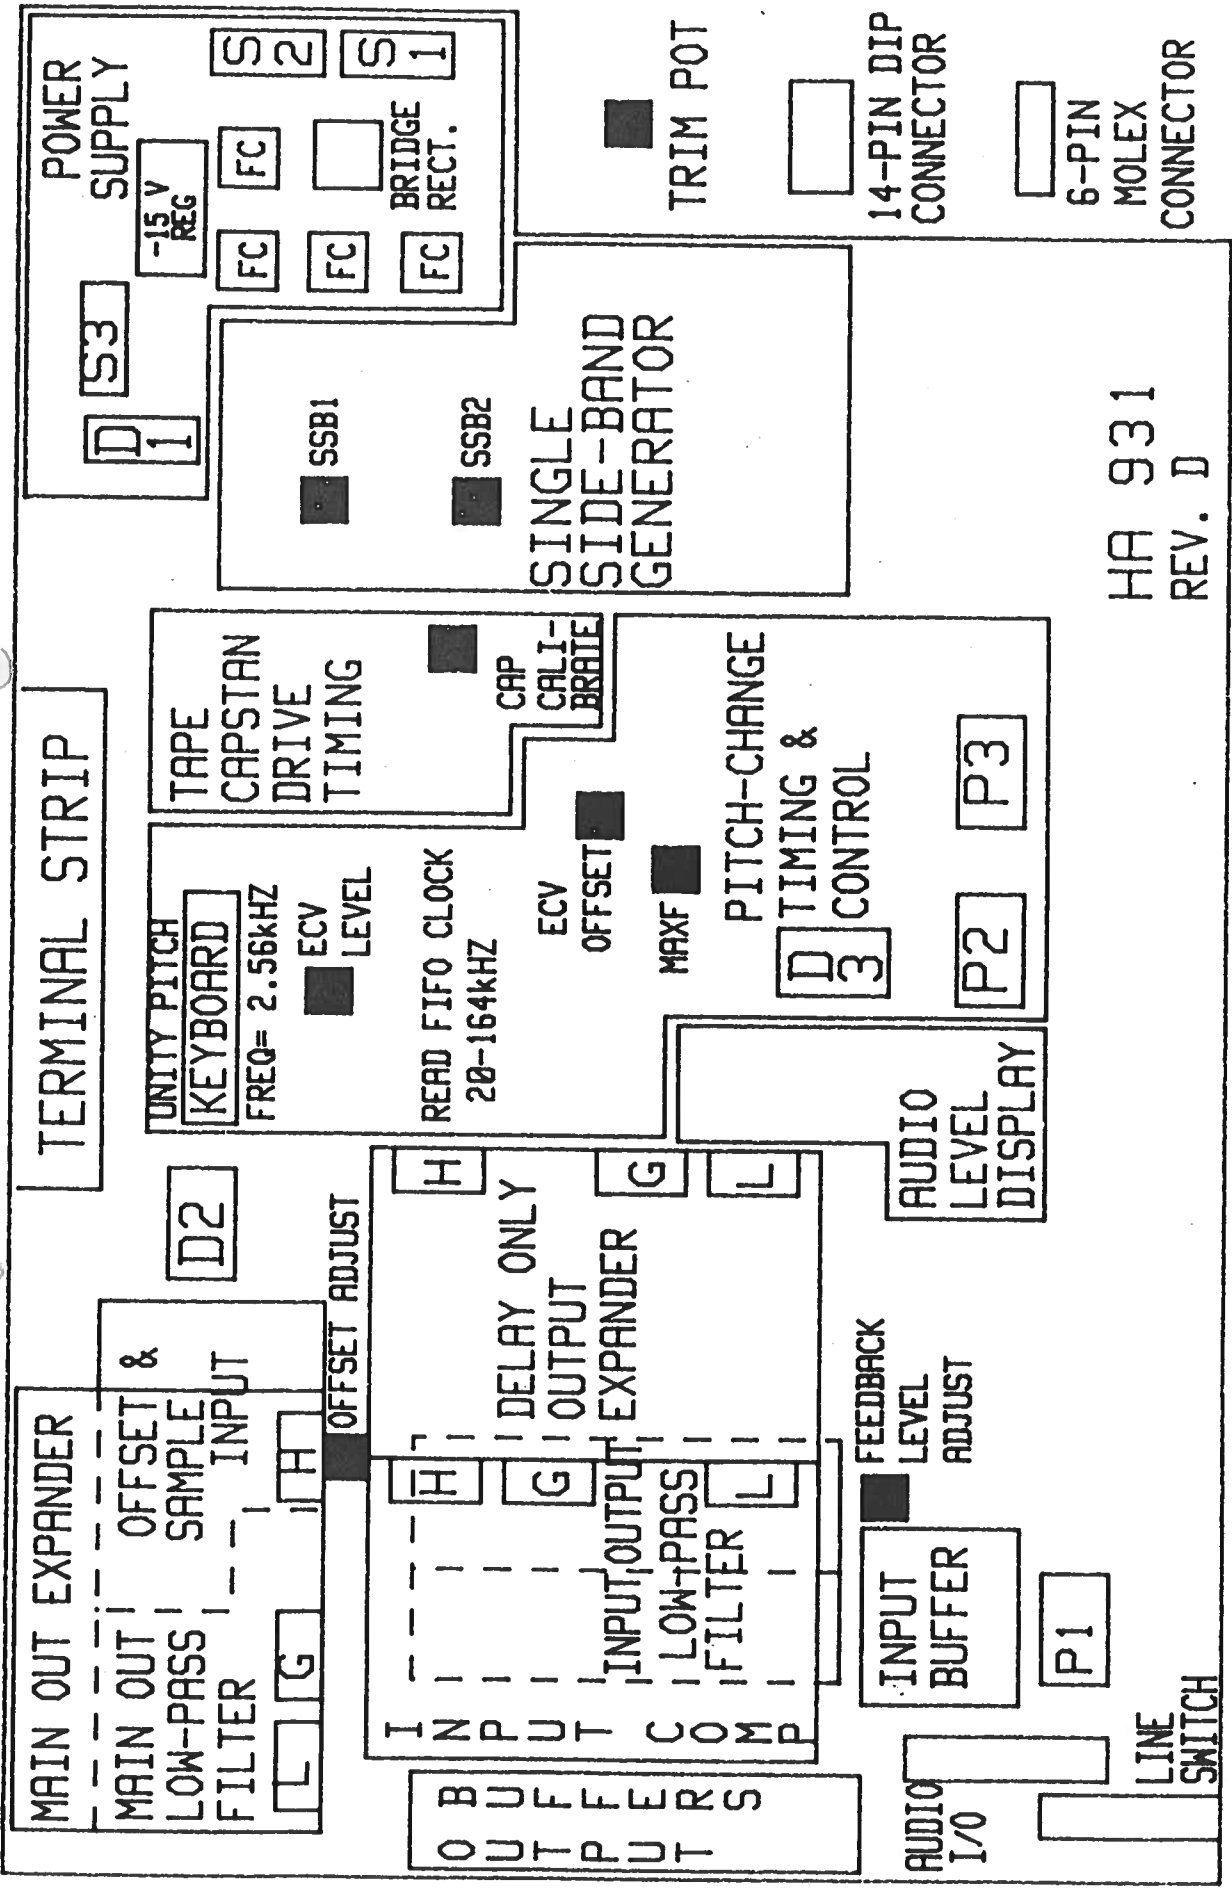 MAIN OUT EXPANDER
MAIN OUT
LOW-PASS
FILTER
OFFSET &
SAMPLE
INPUT
L
G
H
D2
TERMINAL STRIP
OFFSET ADJUST
UNITY PITCH
KEYBOARD
FREQ= 2.56kHZ
ECV
LEVEL
READ FIFO CLOCK
20-164kHZ
TAPE
CAPSTAN
DRIVE
TIMING
CAP
CALI-
BRATE
D1
S3
POWER
SUPPLY
-15 V
REG
FC
FC
FC
FC
BRIDGE
RECT.
S2
S1
SSB1
SSB2
SINGLE
SIDE-BAND
GENERATOR
OUTPUT
BUFFERS
INPUT COMP
INPUT/OUTPUT
LOW-PASS
FILTER
H
G
L
DELAY ONLY
OUTPUT
EXPANDER
H
G
L
ECV
OFFSET
MAXF
PITCH-CHANGE
TIMING &
CONTROL
D3
P2
P3
AUDIO
LEVEL
DISPLAY
FEEDBACK
LEVEL
ADJUST
INPUT
BUFFER
P1
AUDIO
I/O
LINE
SWITCH
HA 931
REV. D
TRIM POT
14-PIN DIP
CONNECTOR
6-PIN
MOLEX
CONNECTOR